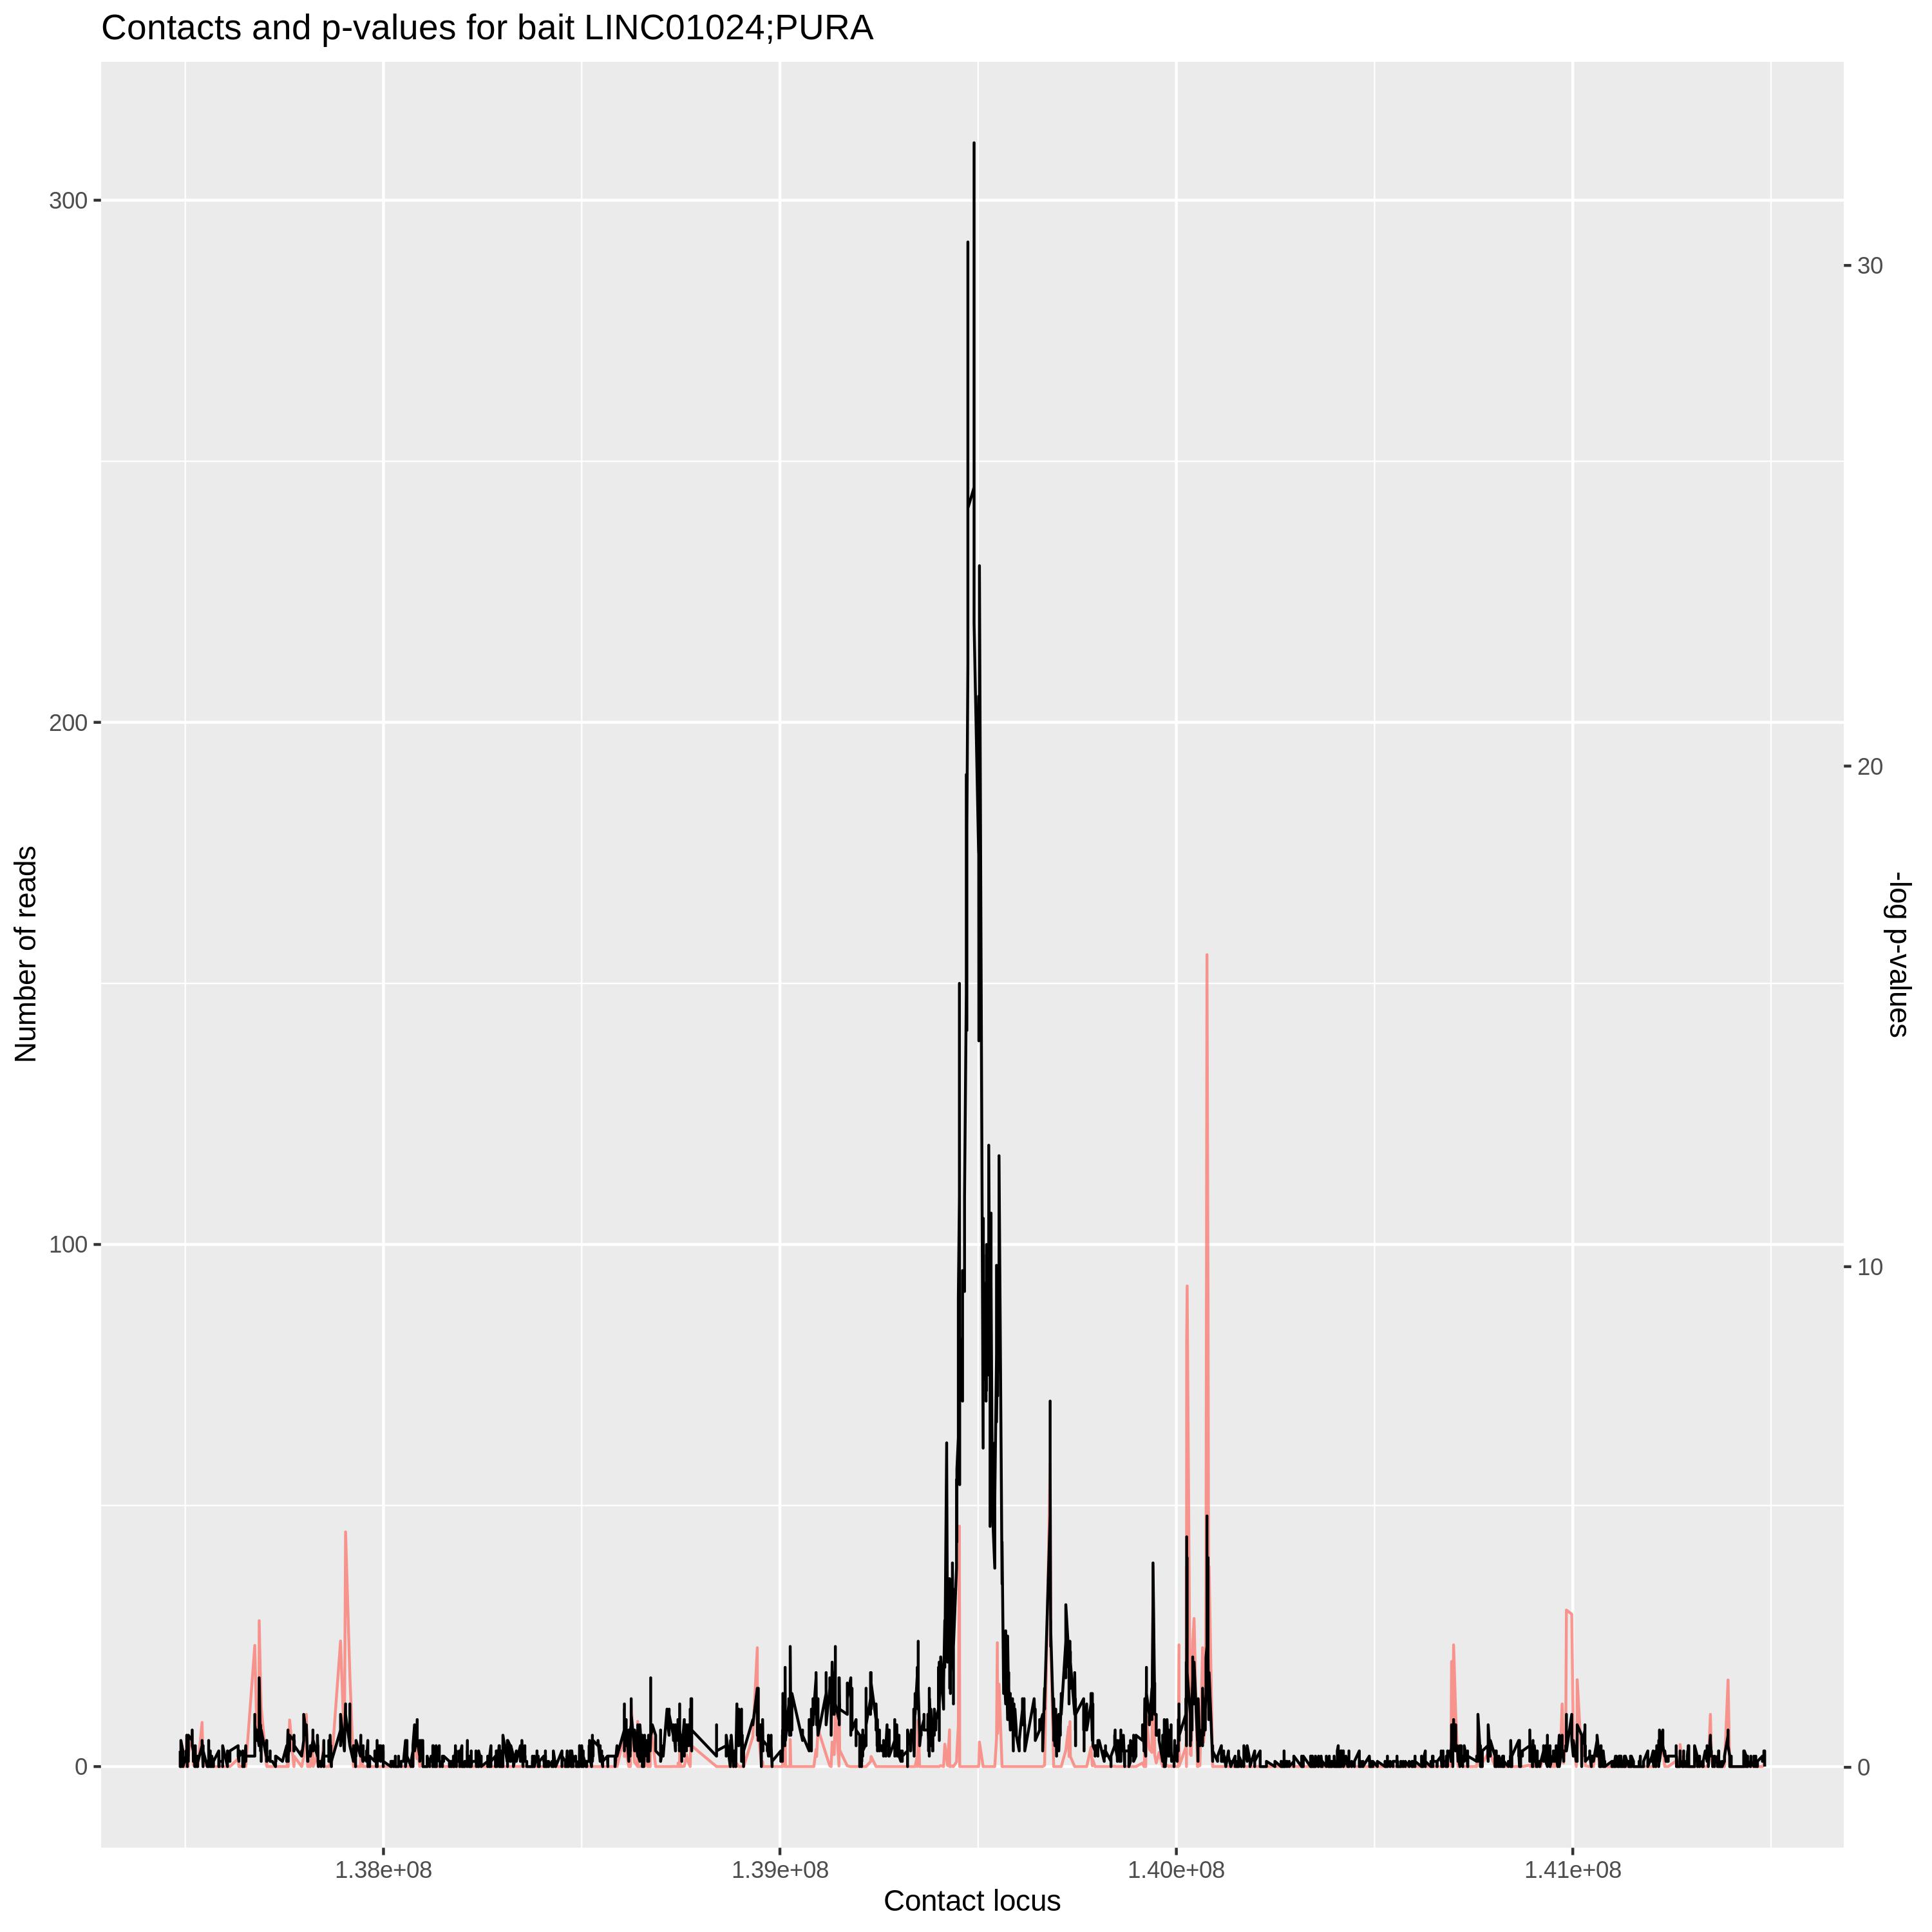 Contacts and p-values for bait LINC01024;PURA
300
200
100
0
Number of reads
30
20
10
0
-log p-values
1.38e+08
1.39e+08
1.40e+08
1.41e+08
Contact locus